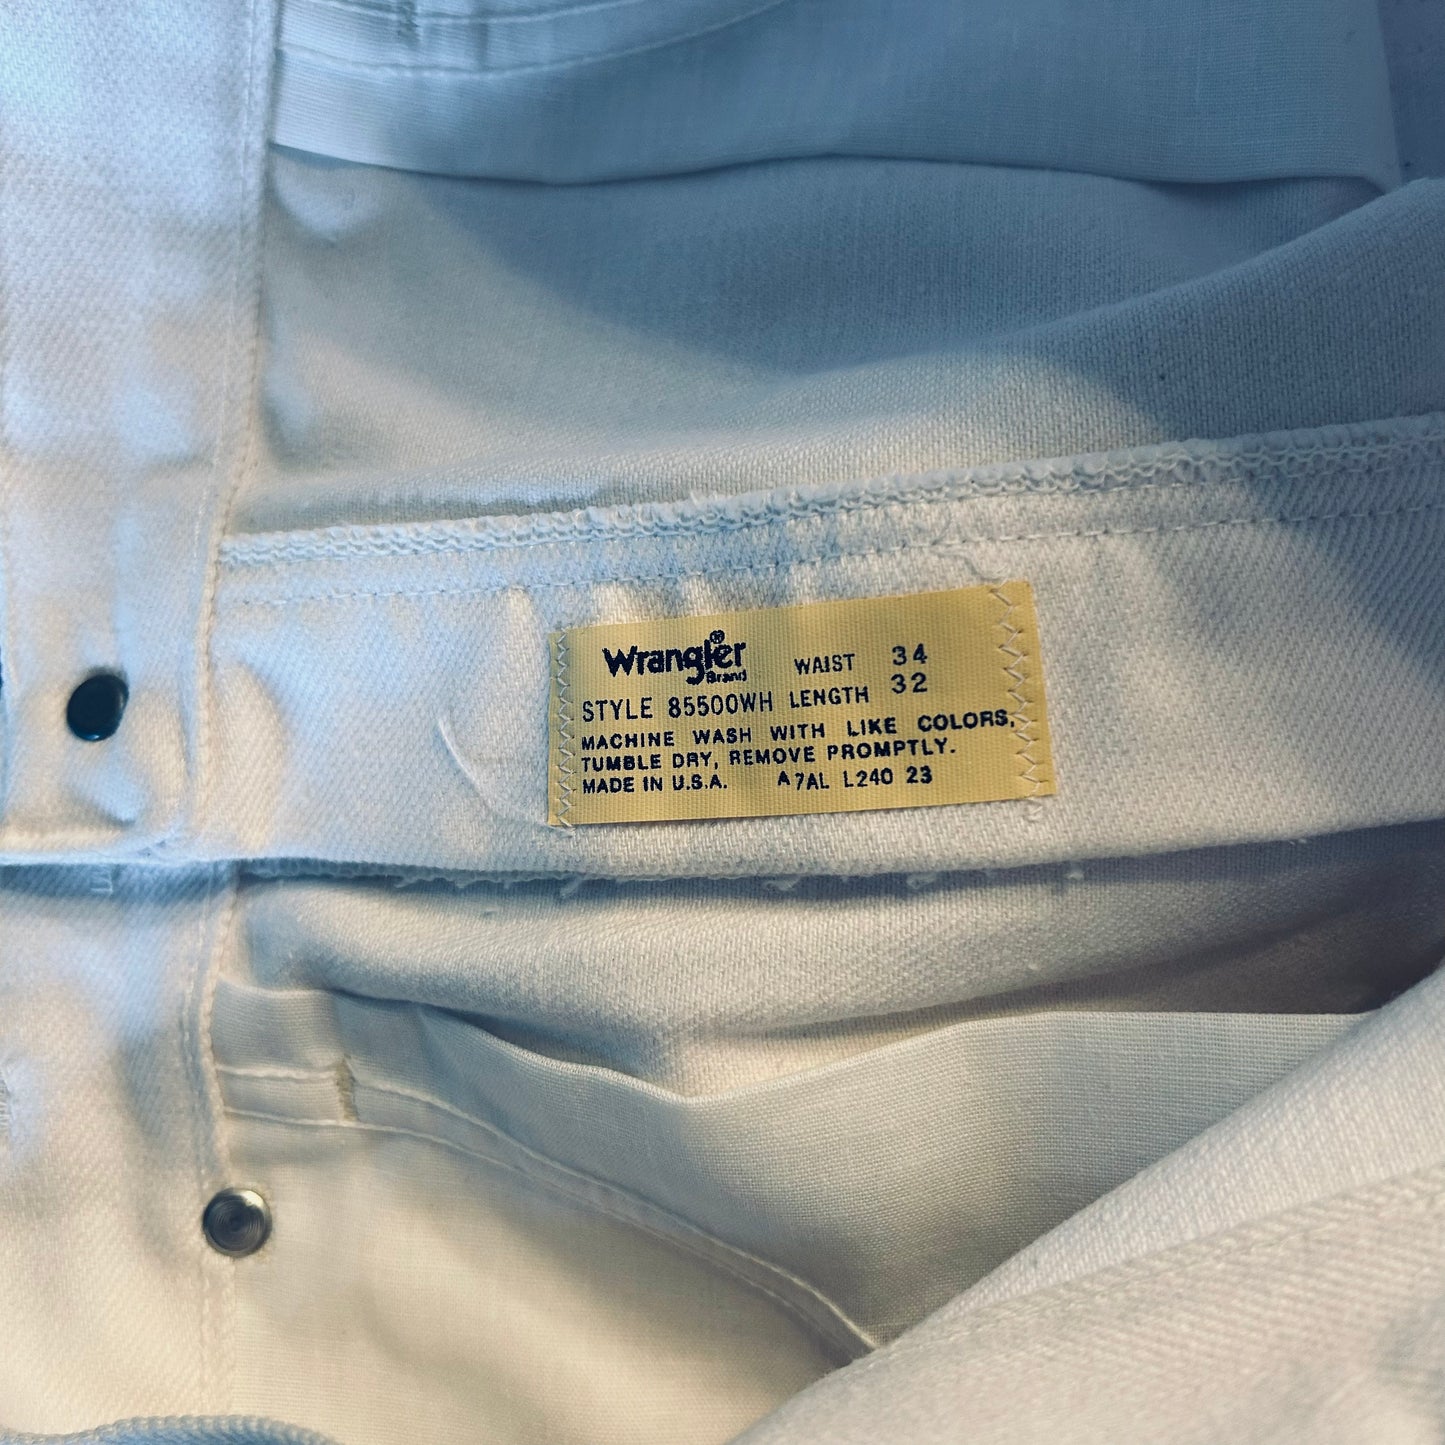 Wrangler® WAIST 34
Brand
STYLE 85500WH LENGTH 32
MACHINE WASH WITH LIKE COLORS,
TUMBLE DRY, REMOVE PROMPTLY.
MADE IN U.S.A. A7AL L240 23